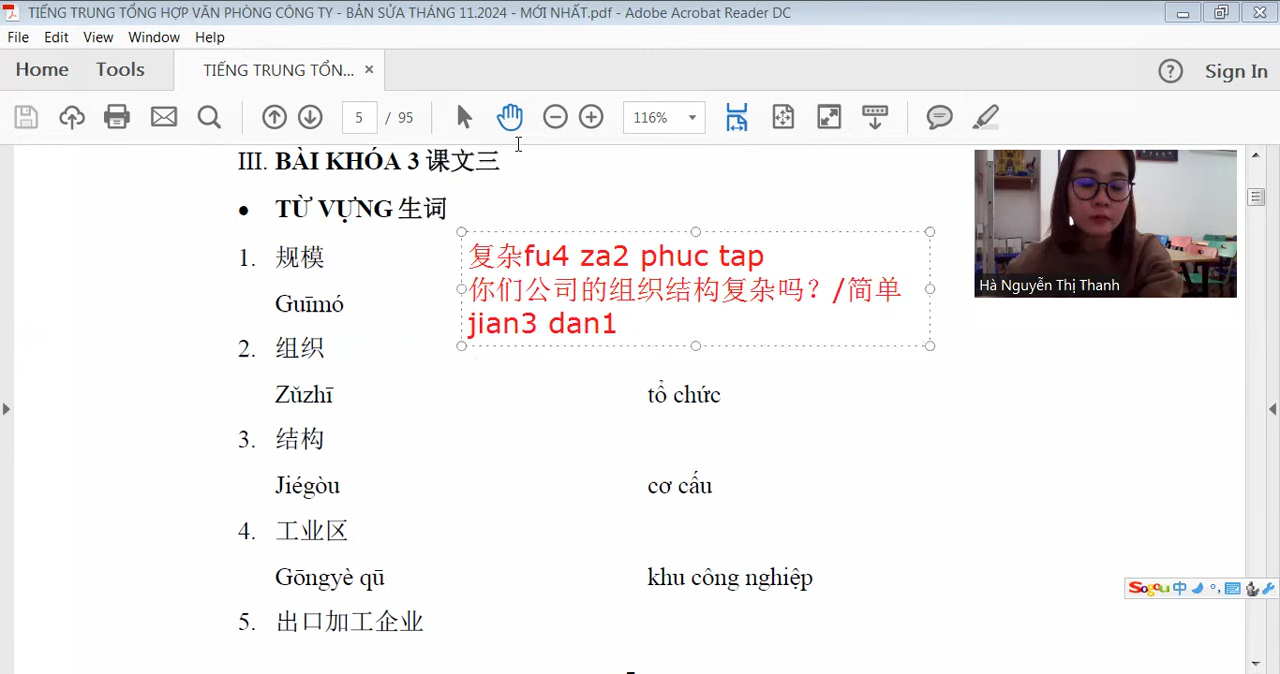 TIẾNG TRUNG TỔNG HỢP VĂN PHÒNG CÔNG TY - BẢN SỬA THÁNG 11.2024 - MỚI NHẤT.pdf - Adobe Acrobat Reader DC
File Edit View Window Help
Home Tools TIẾNG TRUNG TỔN... × ? Sign In
5 / 95 116%
III. BÀI KHÓA 3 课文三
• TỪ VỰNG 生词
1. 规模
复杂fu4 za2 phuc tap
你们公司的组织结构复杂吗？/简单
jian3 dan1
Hà Nguyễn Thị Thanh
Guīmó
2. 组织
Zǔzhī tổ chức
3. 结构
Jiégòu cơ cấu
4. 工业区
Gōngyè qū khu công nghiệp
Sogou 中
5. 出口加工企业